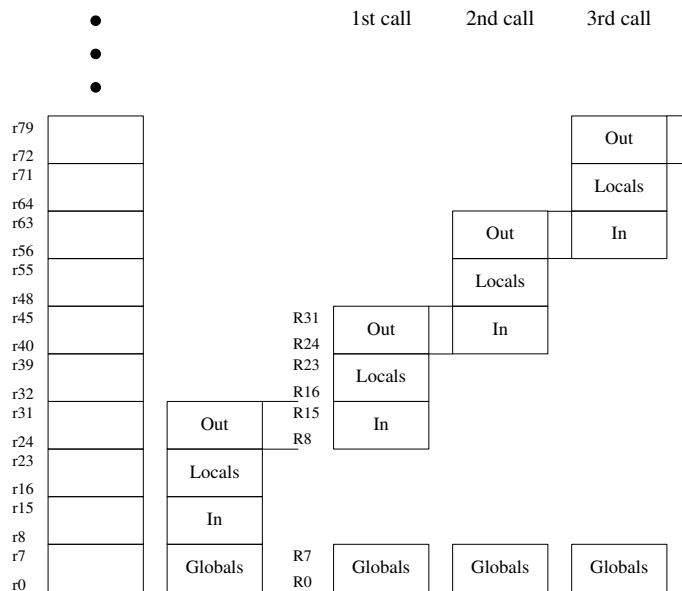 1st call 2nd call 3rd call
r79
Out
r72
r71
Locals
r64
r63
Out In
r56
r55
Locals
r48
r45 R31
Out In
r40 R24
r39 R23
Locals
r32 R16
r31 R15
Out In
r24 R8
r23
Locals
r16
r15
In
r8
r7 R7
Globals Globals Globals Globals
r0 R0